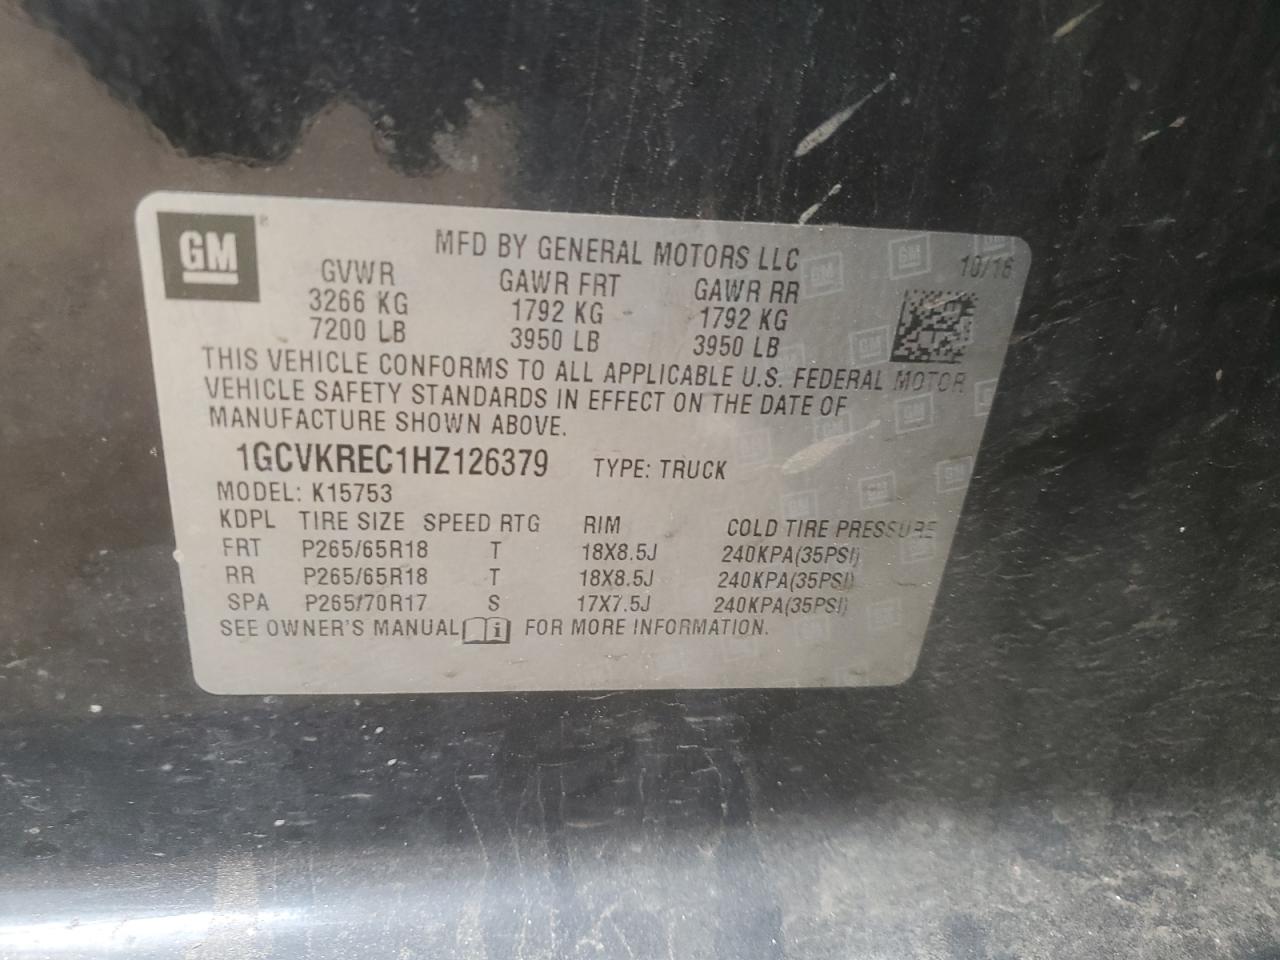 GM
MFD BY GENERAL MOTORS LLC
10/16
GVWR GAWR FRT GAWR RR
3266 KG 1792 KG 1792 KG
7200 LB 3950 LB 3950 LB
THIS VEHICLE CONFORMS TO ALL APPLICABLE U.S. FEDERAL MOTOR
VEHICLE SAFETY STANDARDS IN EFFECT ON THE DATE OF
MANUFACTURE SHOWN ABOVE.
1GCVKREC1HZ126379 TYPE: TRUCK
MODEL: K15753
KDPL TIRE SIZE SPEED RTG RIM COLD TIRE PRESSURE
FRT P265/65R18 T 18X8.5J 240KPA(35PSI)
RR P265/65R18 T 18X8.5J 240KPA(35PSI)
SPA P265/70R17 S 17X7.5J 240KPA(35PSI)
SEE OWNER'S MANUAL i FOR MORE INFORMATION.